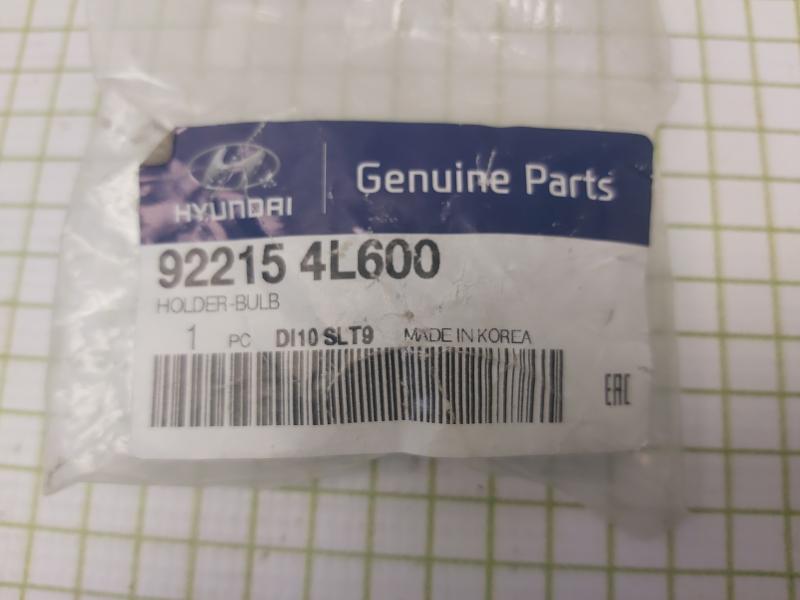 HYUNDAI
Genuine Parts
92215 4L600
HOLDER-BULB
1 PC DI10 SLT9 MADE IN KOREA
EAC